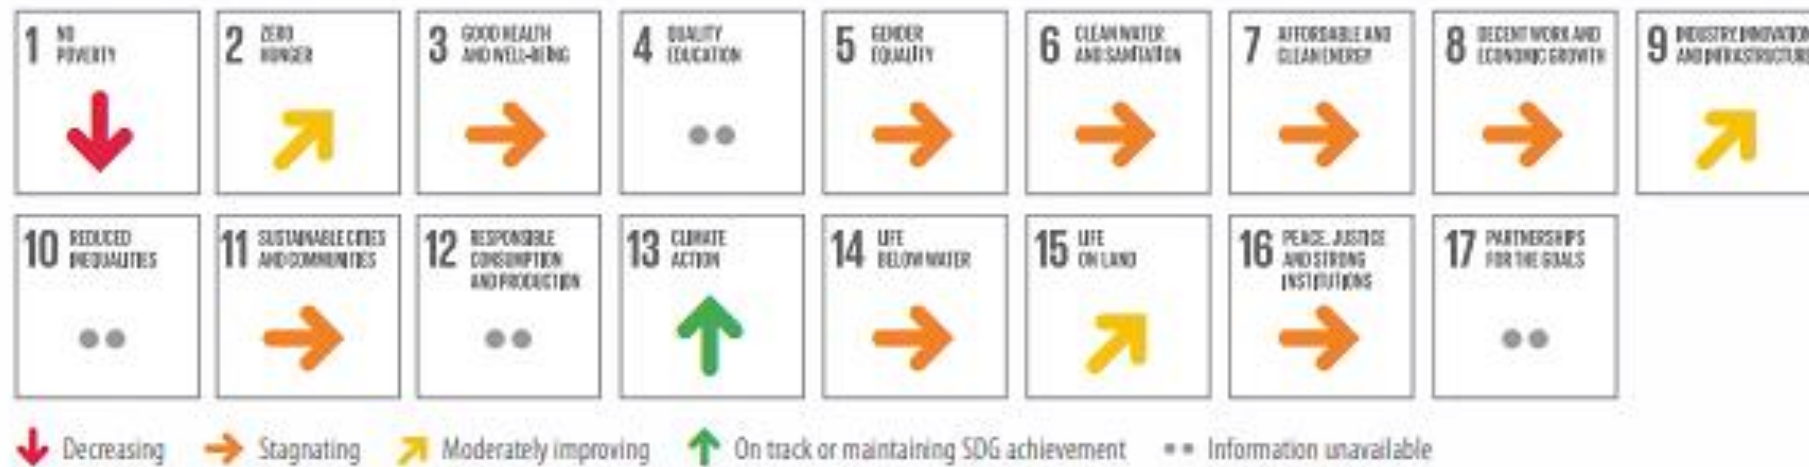 1 NO
POVERTY
2 ZERO
HUNGER
3 GOOD HEALTH
AND WELL-BEING
4 QUALITY
EDUCATION
5 GENDER
EQUALITY
6 CLEAN WATER
AND SANITATION
7 AFFORDABLE AND
CLEAN ENERGY
8 DECENT WORK AND
ECONOMIC GROWTH
9 INDUSTRY, INNOVATION
AND INFRASTRUCTURE
10 REDUCED
INEQUALITIES
11 SUSTAINABLE CITIES
AND COMMUNITIES
12 RESPONSIBLE
CONSUMPTION
AND PRODUCTION
13 CLIMATE
ACTION
14 LIFE
BELOW WATER
15 LIFE
ON LAND
16 PEACE, JUSTICE
AND STRONG
INSTITUTIONS
17 PARTNERSHIPS
FOR THE GOALS
Decreasing Stagnating Moderately improving On track or maintaining SDG achievement Information unavailable